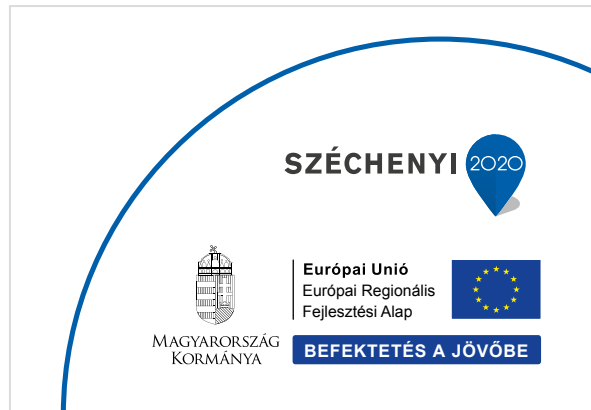 SZÉCHENYI 2020
Európai Unió
Európai Regionális
Fejlesztési Alap
MAGYARORSZÁG
KORMÁNYA
BEFEKTETÉS A JÖVŐBE